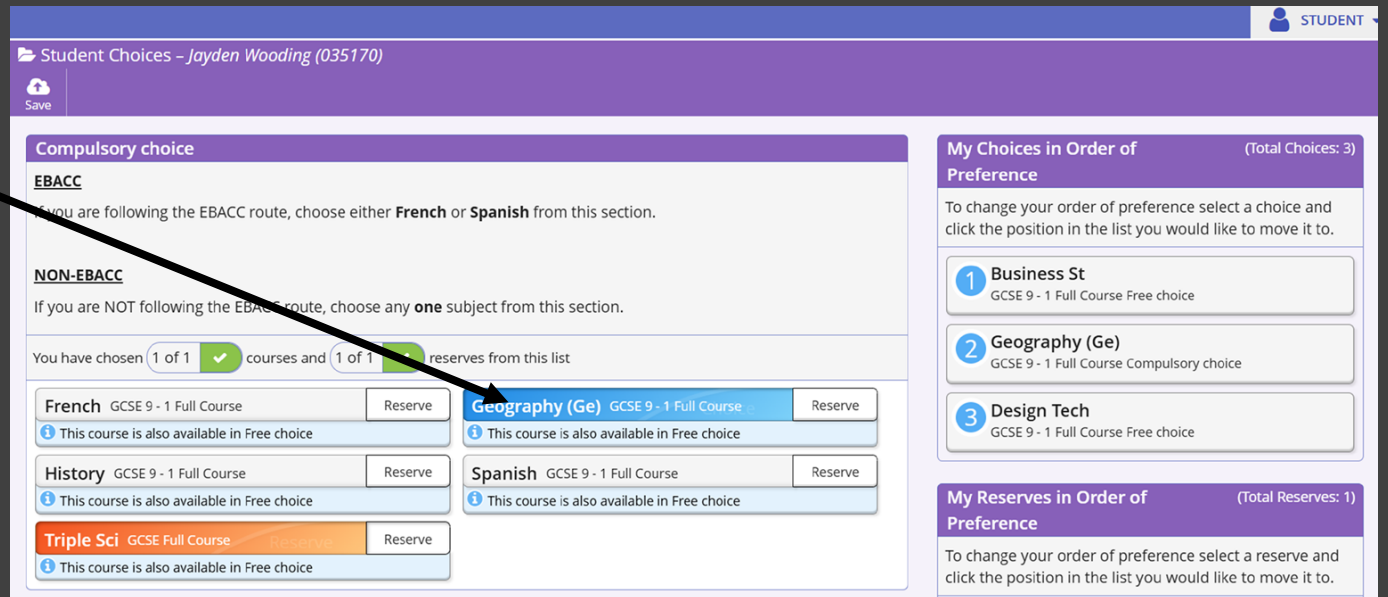 STUDENT
Student Choices – Jayden Wooding (035170)
Save
Compulsory choice
EBACC
If you are following the EBACC route, choose either French or Spanish from this section.
NON-EBACC
If you are NOT following the EBACC route, choose any one subject from this section.
You have chosen 1 of 1 courses and 1 of 1 reserves from this list
French GCSE 9 - 1 Full Course Reserve
This course is also available in Free choice
Geography (Ge) GCSE 9 - 1 Full Course Reserve
This course is also available in Free choice
History GCSE 9 - 1 Full Course Reserve
This course is also available in Free choice
Spanish GCSE 9 - 1 Full Course Reserve
This course is also available in Free choice
Triple Sci GCSE Full Course Reserve Reserve
This course is also available in Free choice
My Choices in Order of Preference (Total Choices: 3)
To change your order of preference select a choice and
click the position in the list you would like to move it to.
1 Business St
GCSE 9 - 1 Full Course Free choice
2 Geography (Ge)
GCSE 9 - 1 Full Course Compulsory choice
3 Design Tech
GCSE 9 - 1 Full Course Free choice
My Reserves in Order of Preference (Total Reserves: 1)
To change your order of preference select a reserve and
click the position in the list you would like to move it to.